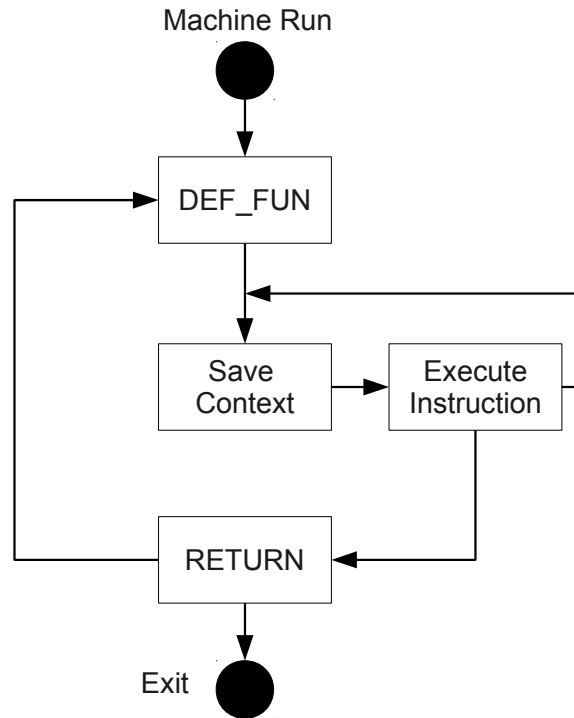 Machine Run
DEF_FUN
Save
Context
Execute
Instruction
RETURN
Exit